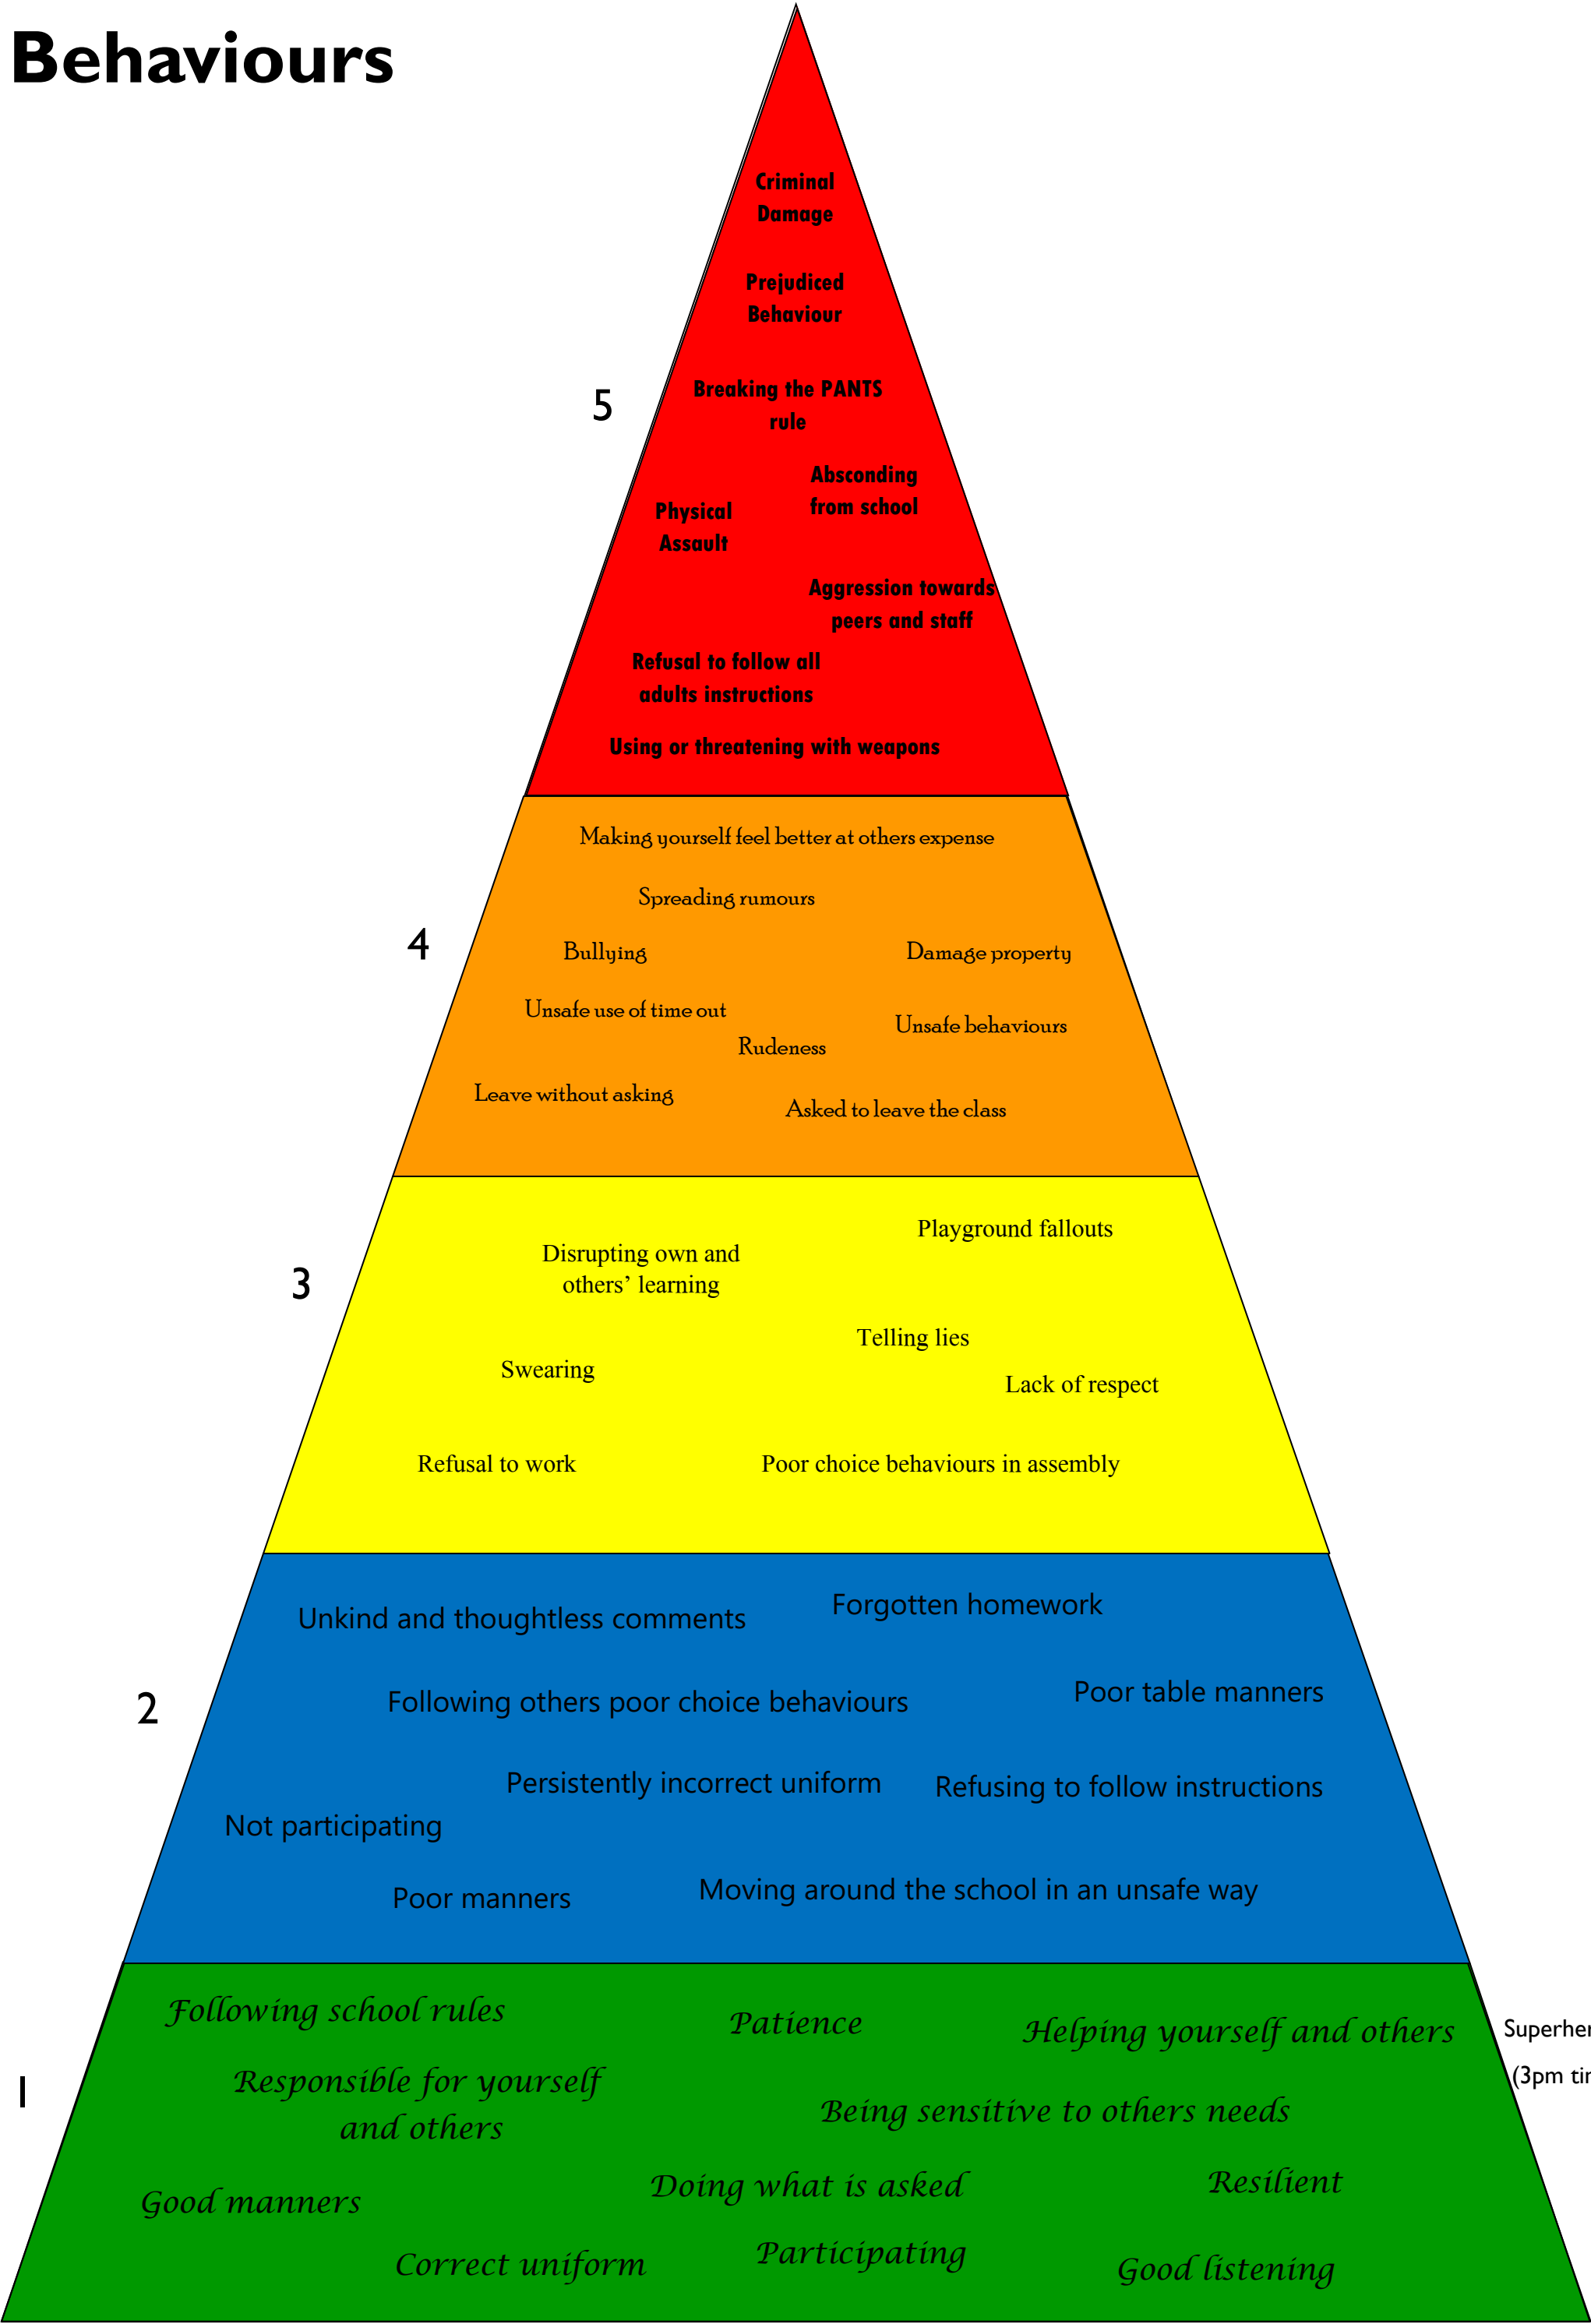 Behaviours
Criminal
Damage
Prejudiced
Behaviour
5
Breaking the PANTS
rule
Absconding
from school
Physical
Assault
Aggression towards
peers and staff
Refusal to follow all
adults instructions
Using or threatening with weapons
Making yourself feel better at others expense
Spreading rumours
4
Bullying
Damage property
Unsafe use of time out
Unsafe behaviours
Rudeness
Leave without asking
Asked to leave the class
Playground fallouts
Disrupting own and
others’ learning
3
Telling lies
Swearing
Lack of respect
Refusal to work
Poor choice behaviours in assembly
Unkind and thoughtless comments
Forgotten homework
2
Following others poor choice behaviours
Poor table manners
Persistently incorrect uniform
Refusing to follow instructions
Not participating
Poor manners
Moving around the school in an unsafe way
Following school rules
Patience
Helping yourself and others
1
Responsible for yourself
and others
Being sensitive to others needs
Good manners
Doing what is asked
Resilient
Correct uniform
Participating
Good listening
(3pm